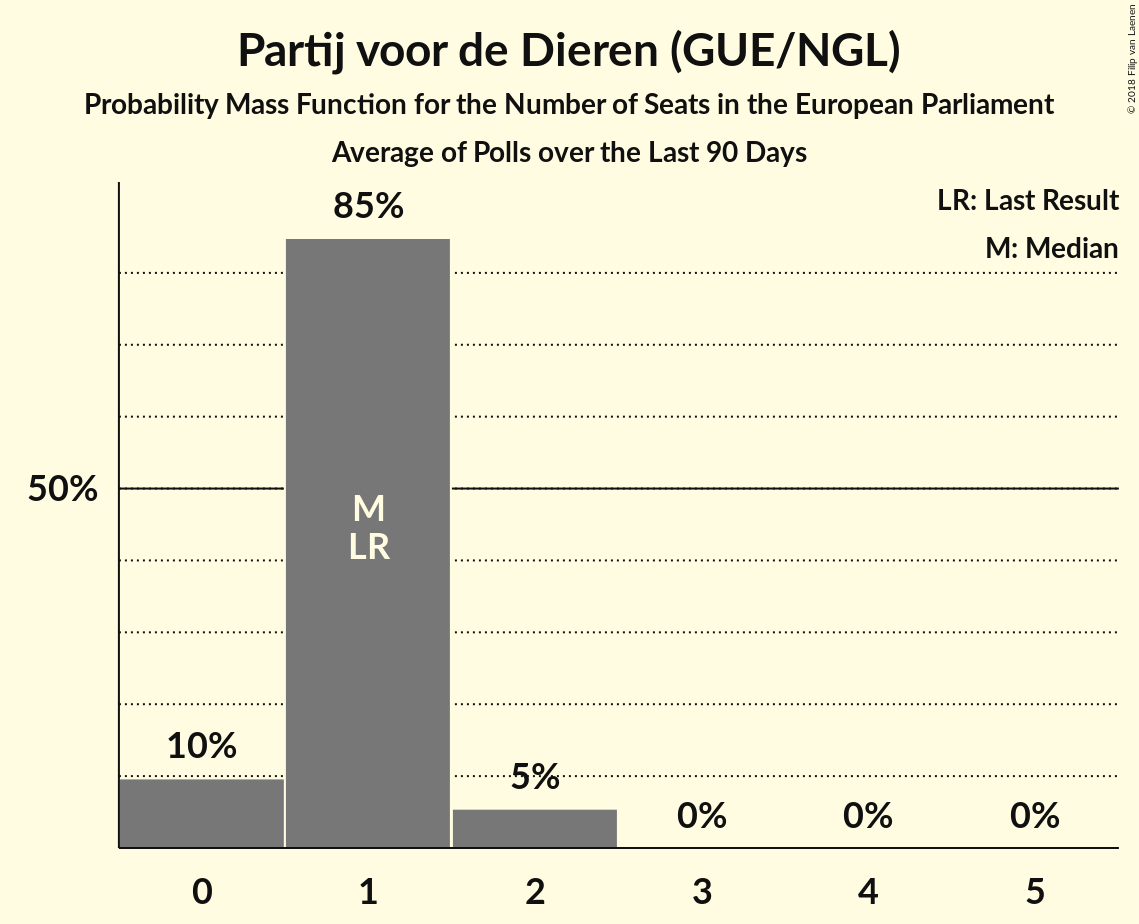 Partij voor de Dieren (GUE/NGL)
Probability Mass Function for the Number of Seats in the European Parliament
Average of Polls over the Last 90 Days
© 2018 Filip van Laenen
LR: Last Result
M: Median
85%
50%
M
LR
10%
5%
0%
0%
0%
0
1
2
3
4
5